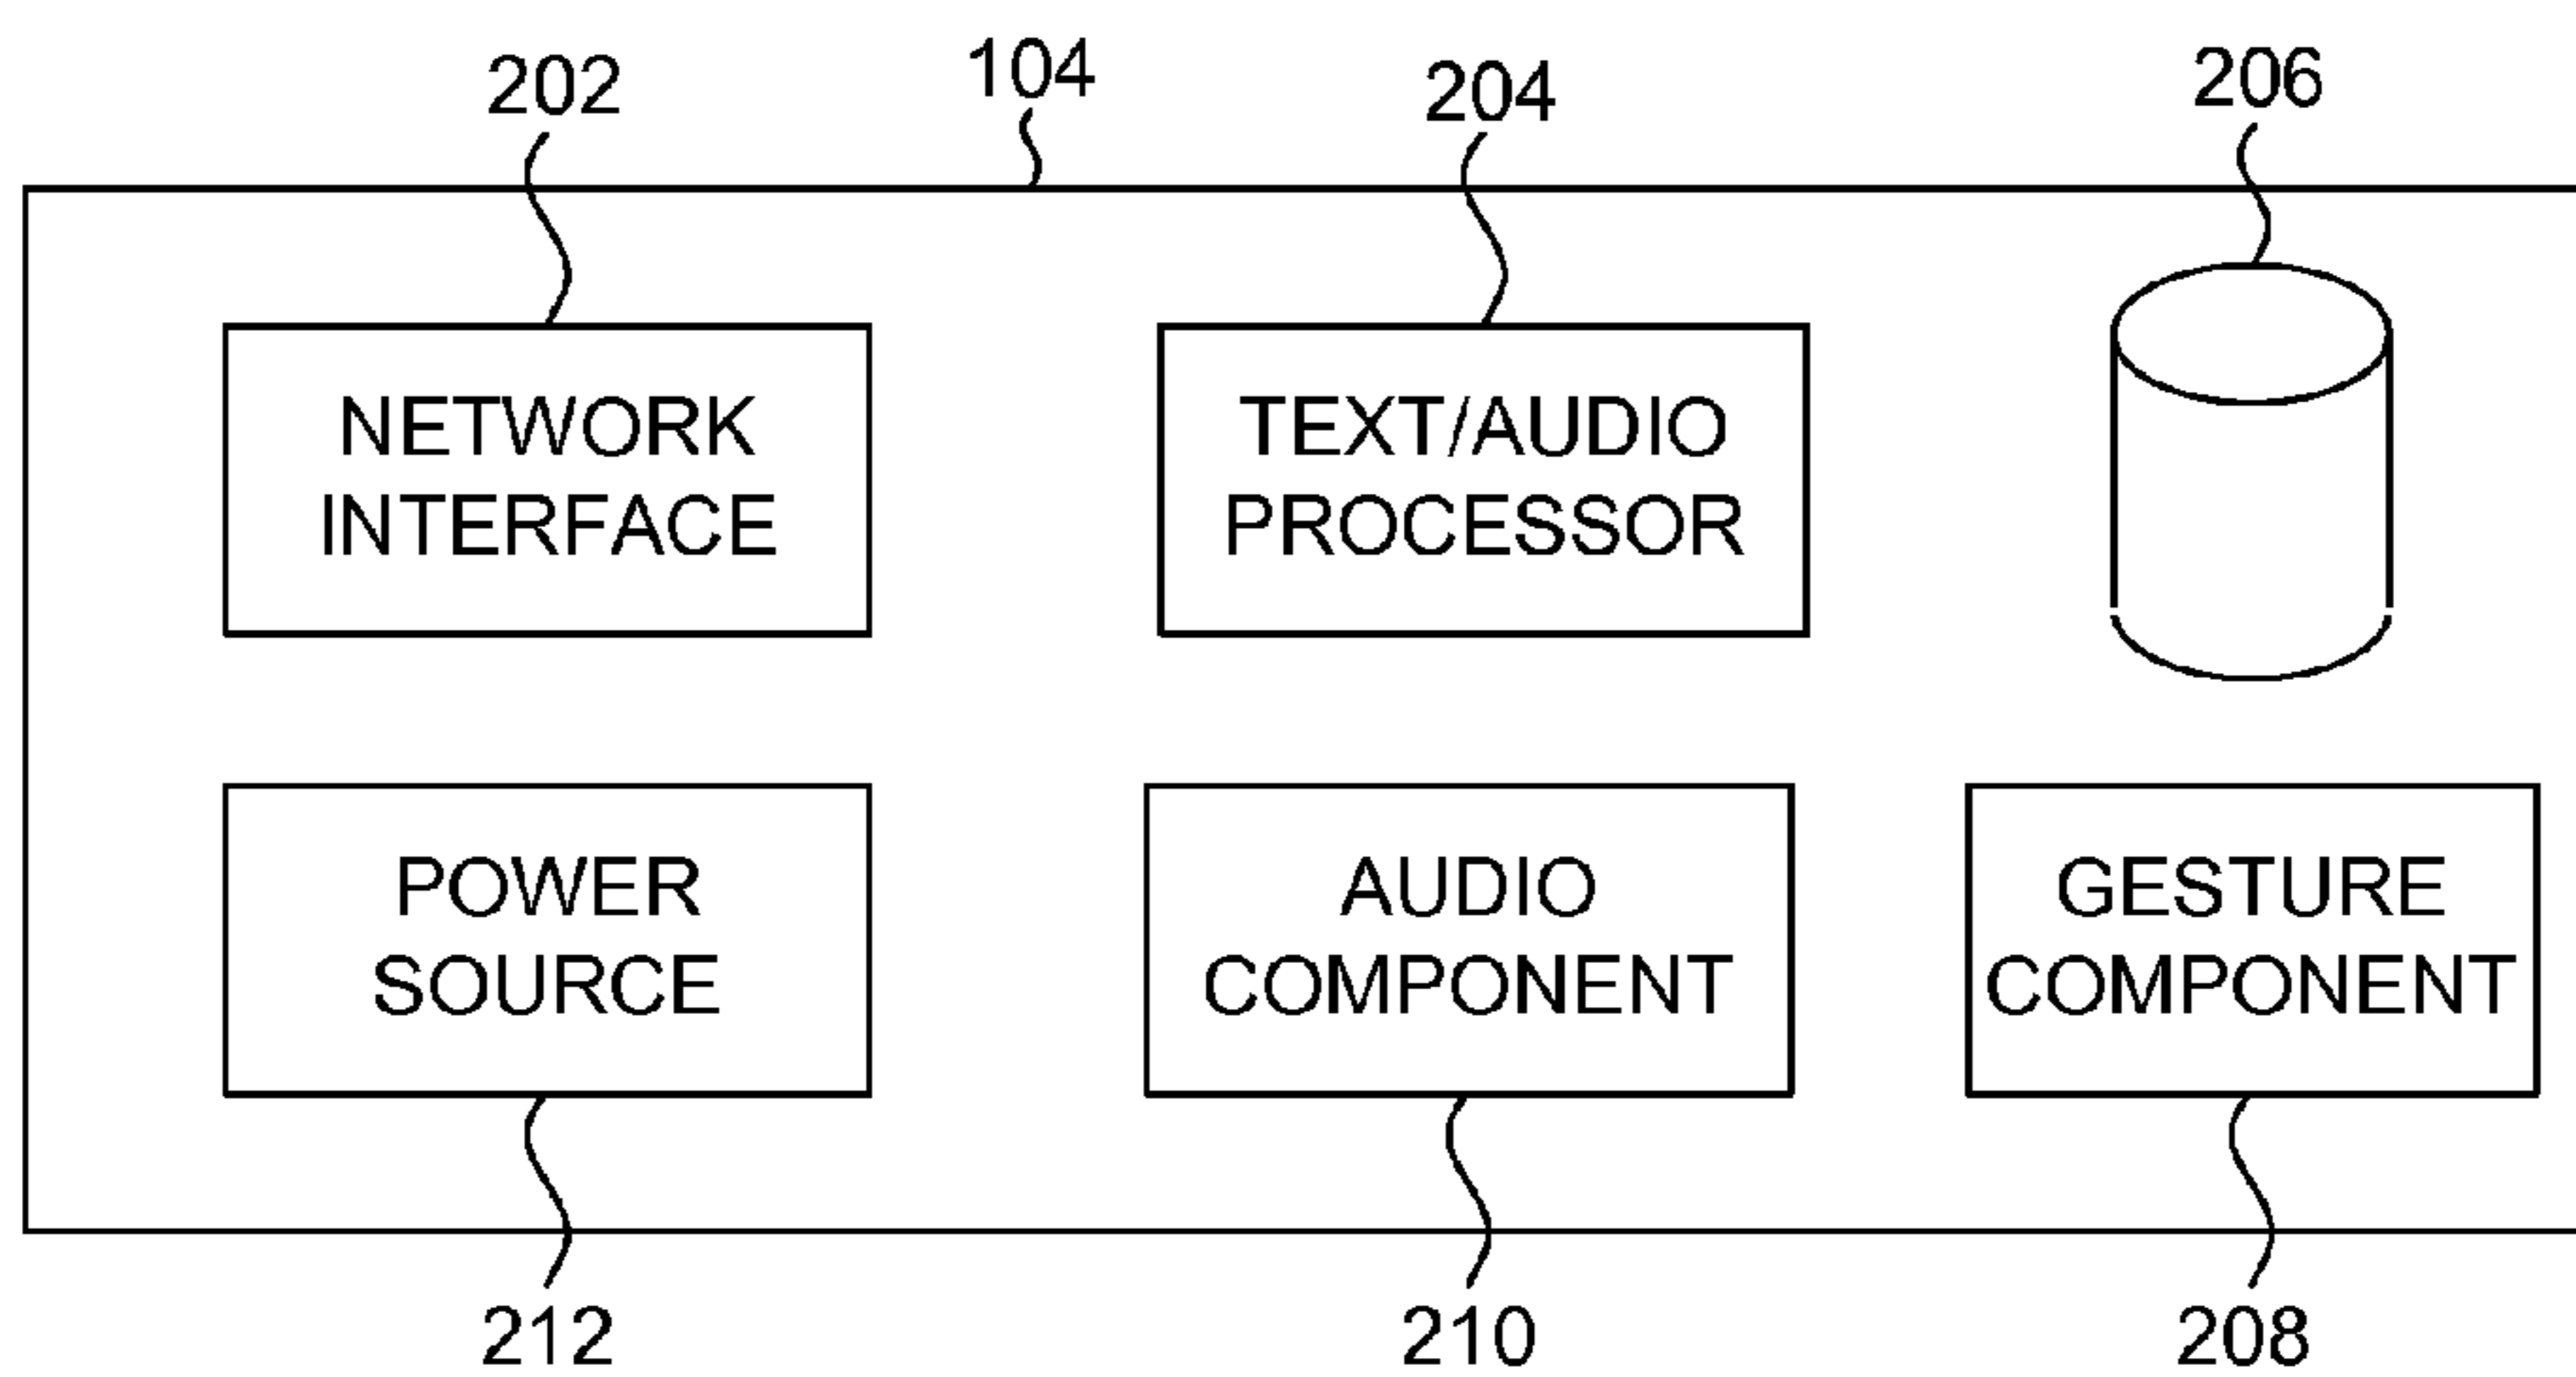 202
104
204
206
NETWORK
INTERFACE
TEXT/AUDIO
PROCESSOR
POWER
SOURCE
AUDIO
COMPONENT
GESTURE
COMPONENT
212
210
208